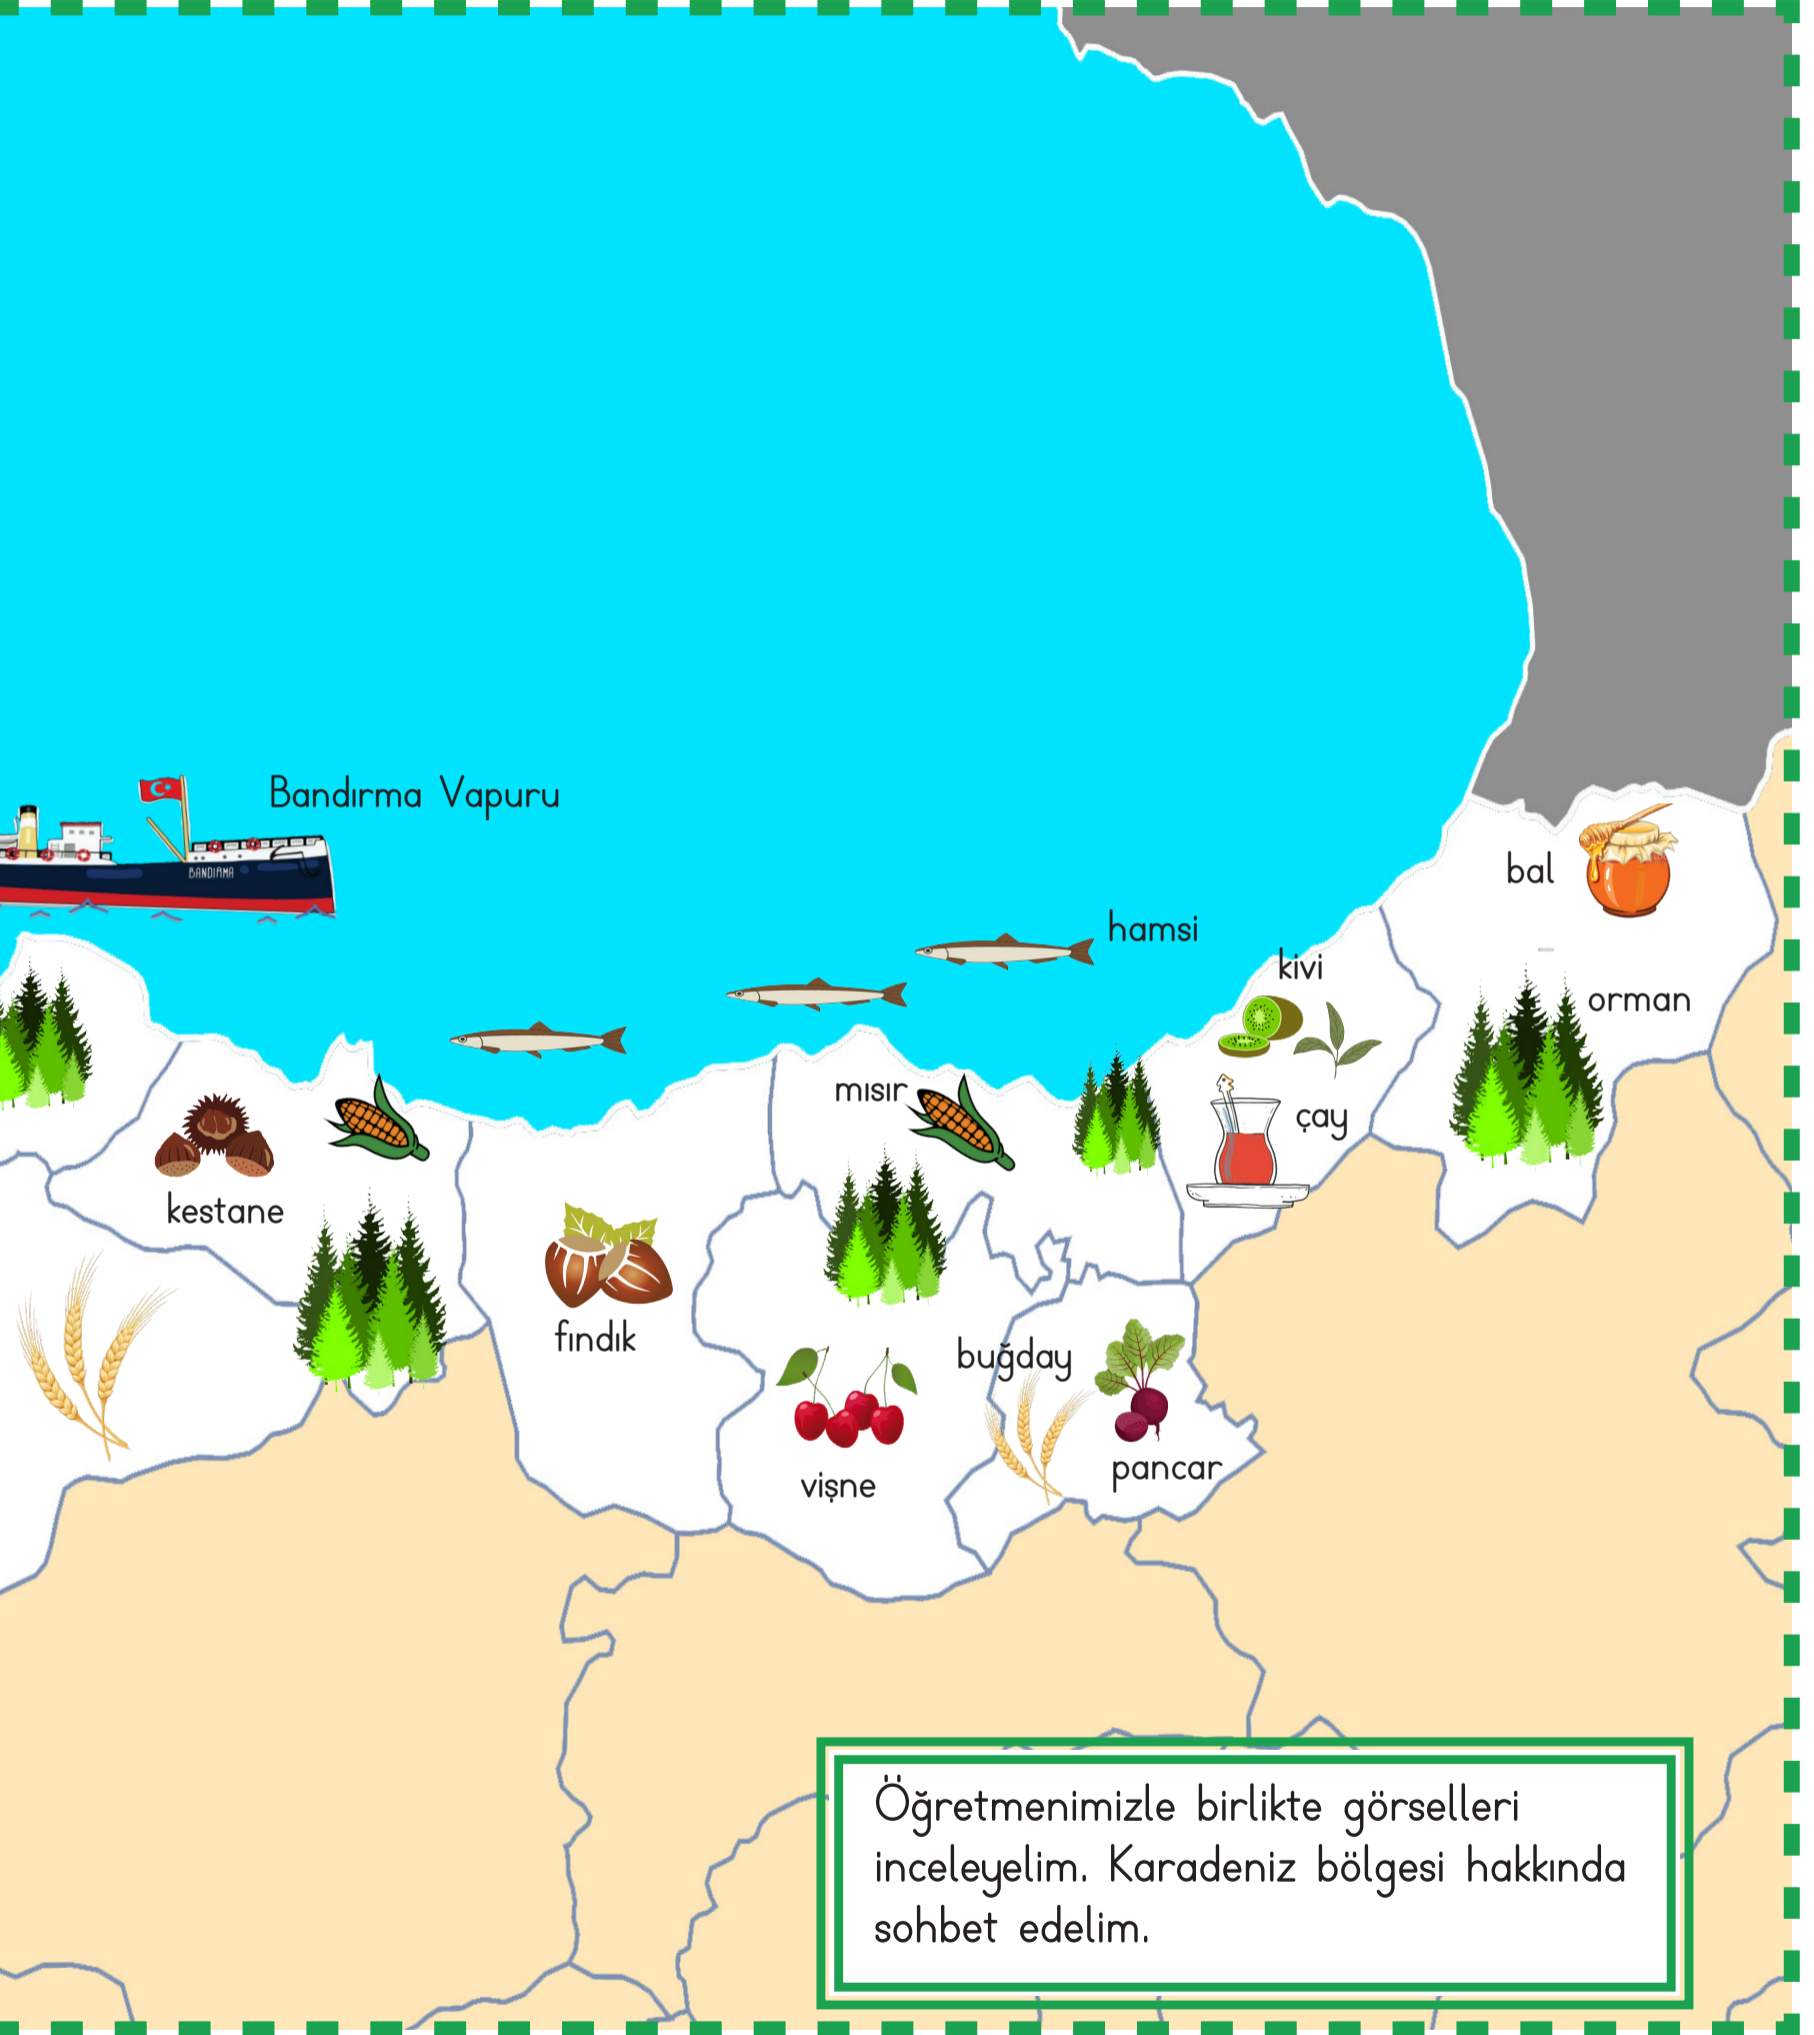 Bandırma Vapuru
BANDIRMA
hamsi
bal
kivi
orman
mısır
çay
kestane
fındık
buğday
pancar
vişne
Öğretmenimizle birlikte görselleri
inceleyelim. Karadeniz bölgesi hakkında
sohbet edelim.